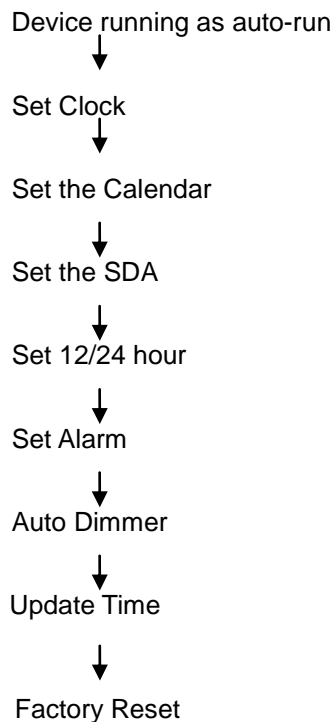 Device running as auto-run
Set Clock
Set the Calendar
Set the SDA
Set 12/24 hour
Set Alarm
Auto Dimmer
Update Time
Factory Reset